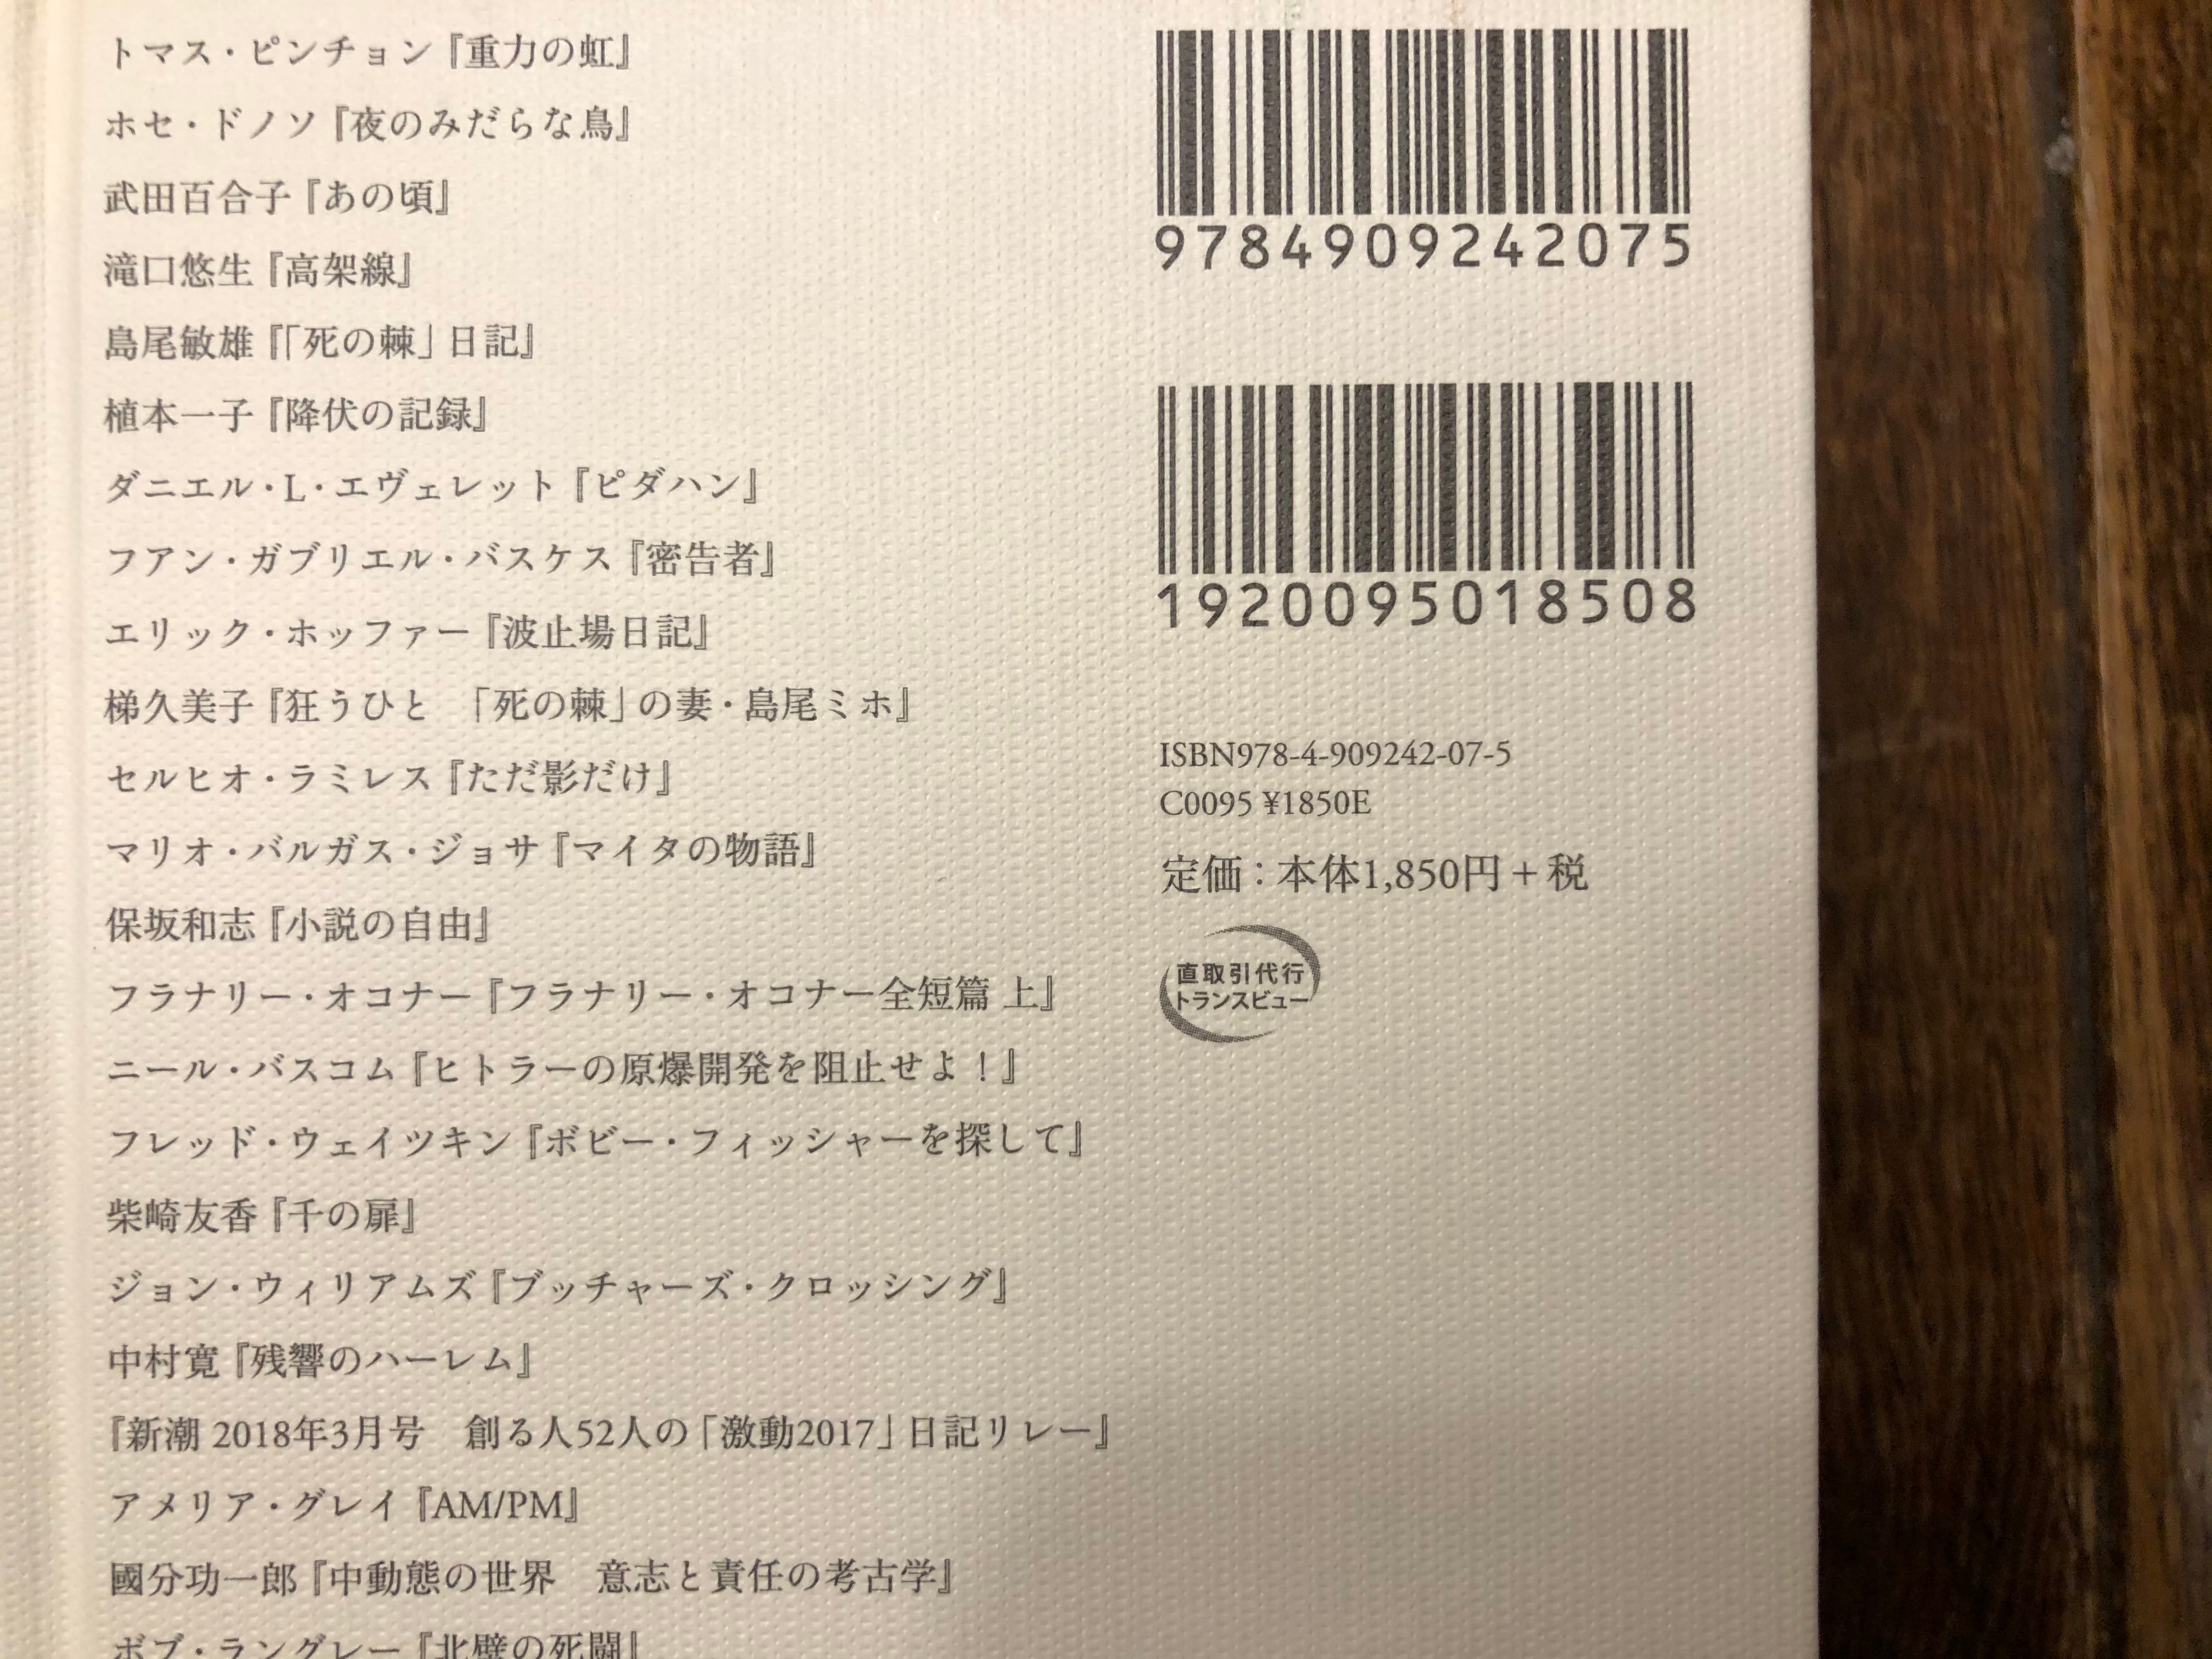 トマス・ピンチョン『重力の虹』
ホセ・ドノソ『夜のみだらな鳥』
武田百合子『あの頃』
滝口悠生『高架線』
島尾敏雄『「死の棘」日記』
植本一子『降伏の記録』
ダニエル・L・エヴェレット『ピダハン』
フアン・ガブリエル・バスケス『密告者』
エリック・ホッファー『波止場日記』
梯久美子『狂うひと　「死の棘」の妻・島尾ミホ』
セルヒオ・ラミレス『ただ影だけ』
マリオ・バルガス・ジョサ『マイタの物語』
保坂和志『小説の自由』
フラナリー・オコナー『フラナリー・オコナー全短篇 上』
ニール・バスコム『ヒトラーの原爆開発を阻止せよ！』
フレッド・ウェイツキン『ボビー・フィッシャーを探して』
柴崎友香『千の扉』
ジョン・ウィリアムズ『ブッチャーズ・クロッシング』
中村寛『残響のハーレム』
『新潮 2018年3月号　創る人52人の「激動2017」日記リレー』
アメリア・グレイ『AM/PM』
國分功一郎『中動態の世界　意志と責任の考古学』
ボブ・ラングレー『北壁の死闘』
9784909242075
1920095018508
ISBN978-4-909242-07-5
C0095 ¥1850E
定価：本体1,850円＋税
直取引代行
トランスビュー